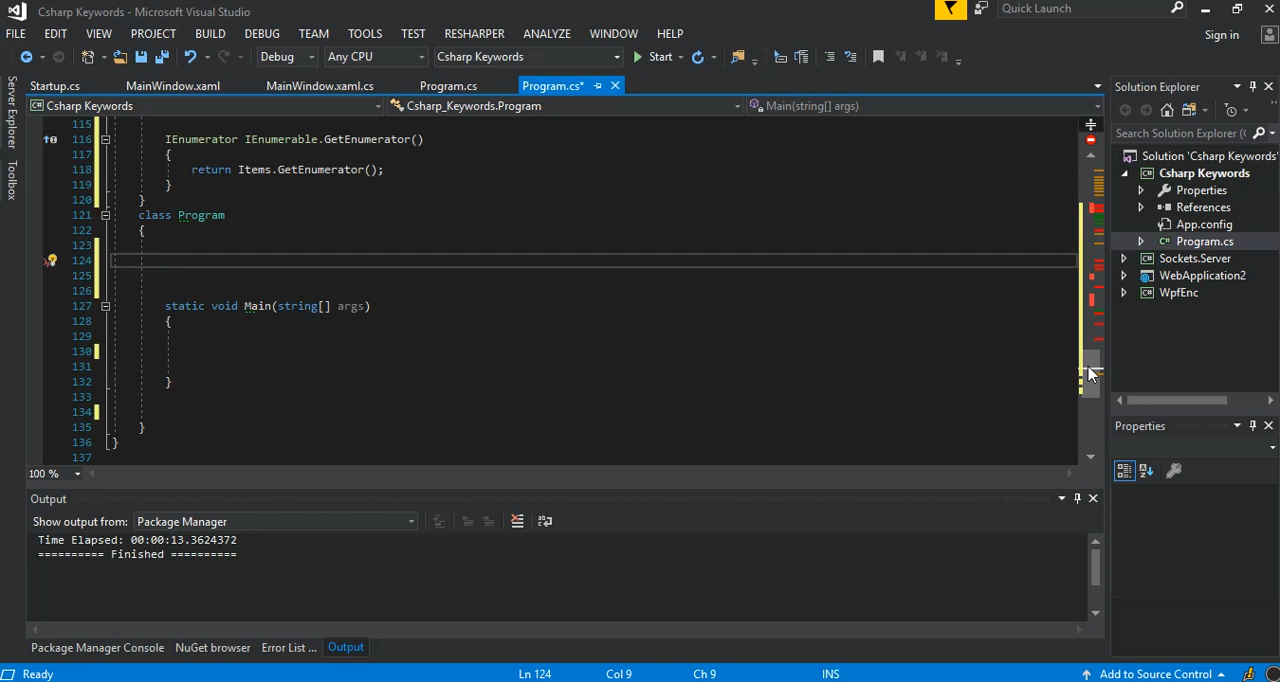 Csharp Keywords - Microsoft Visual Studio
Quick Launch
FILE EDIT VIEW PROJECT BUILD DEBUG TEAM TOOLS TEST RESHARPER ANALYZE WINDOW HELP
Sign in
Debug Any CPU Csharp Keywords Start
Server Explorer
Toolbox
Startup.cs MainWindow.xaml MainWindow.xaml.cs Program.cs Program.cs*
Csharp Keywords Csharp_Keywords.Program Main(string[] args)
115
116 IEnumerator IEnumerable.GetEnumerator()
117 {
118 return Items.GetEnumerator();
119 }
120 }
121 class Program
122 {
123
124
125
126
127 static void Main(string[] args)
128 {
129
130
131
132 }
133
134
135 }
136 }
137
100 %
Output
Show output from: Package Manager
Time Elapsed: 00:00:13.3624372
========== Finished ==========
Package Manager Console NuGet browser Error List ... Output
Solution Explorer
Search Solution Explorer (
Solution 'Csharp Keywords'
Csharp Keywords
Properties
References
App.config
Program.cs
Sockets.Server
WebApplication2
WpfEnc
Properties
Ready Ln 124 Col 9 Ch 9 INS Add to Source Control